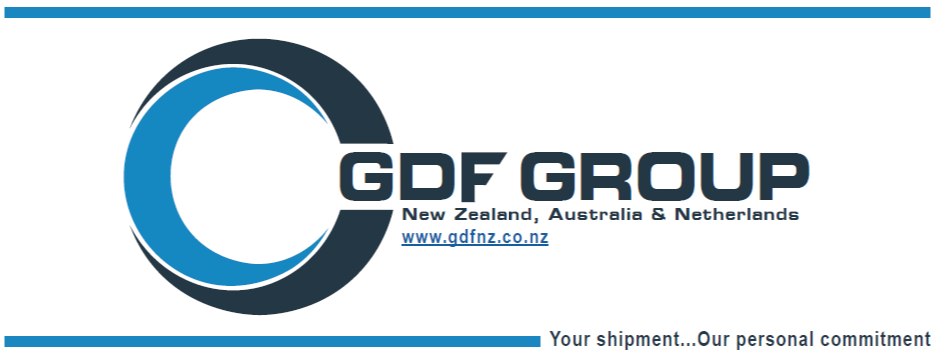 GDF GROUP
New Zealand, Australia & Netherlands
www.gdfnz.co.nz
Your shipment...Our personal commitment